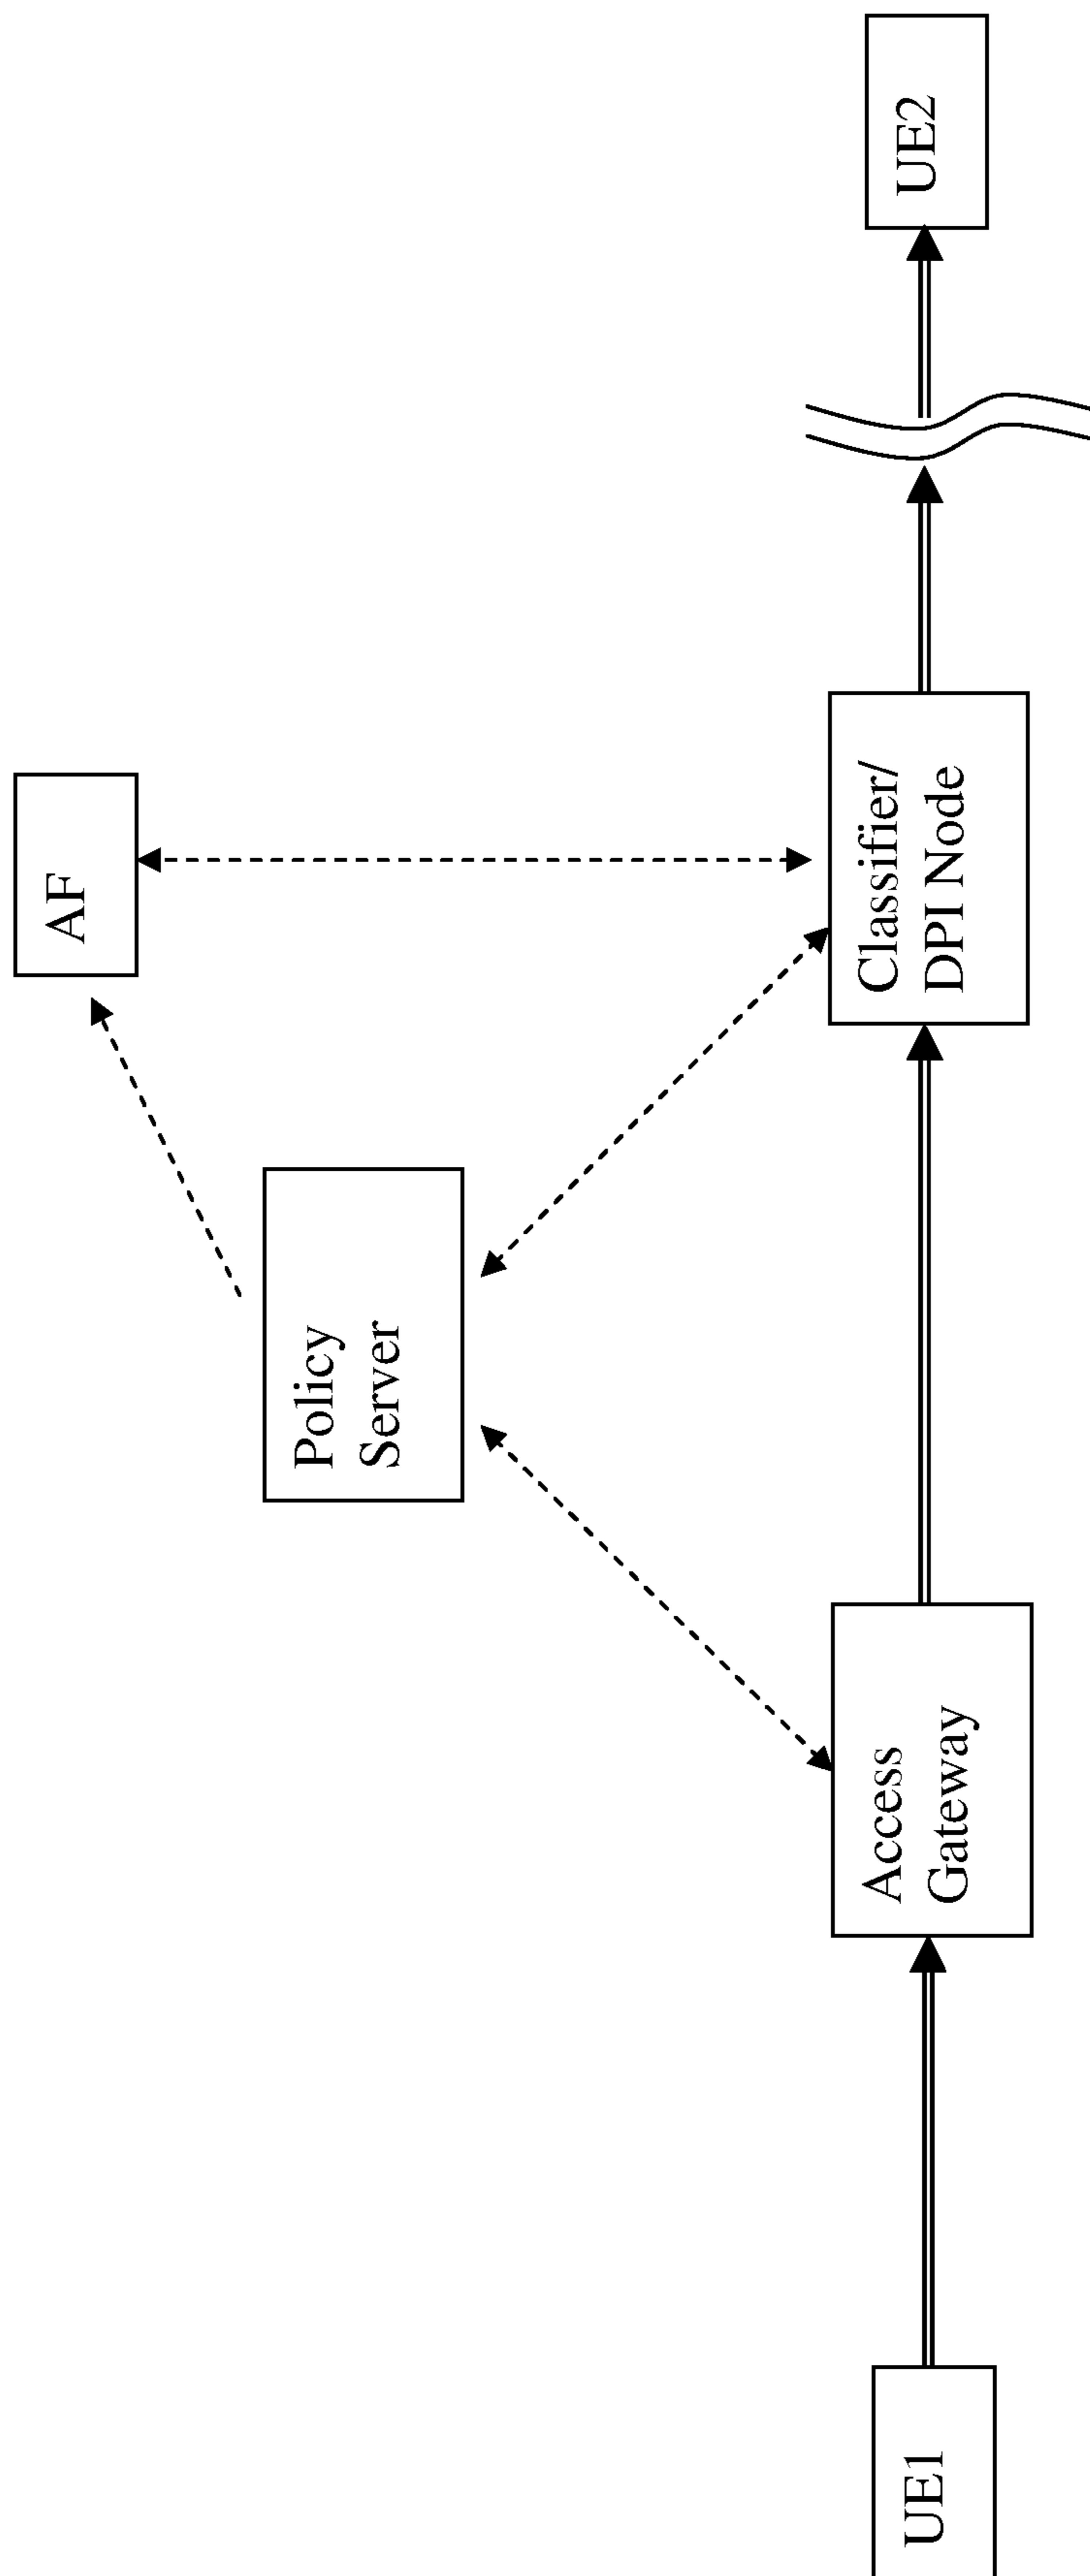 AF
Policy
Server
UE1
Access
Gateway
Classifier/
DPI Node
UE2